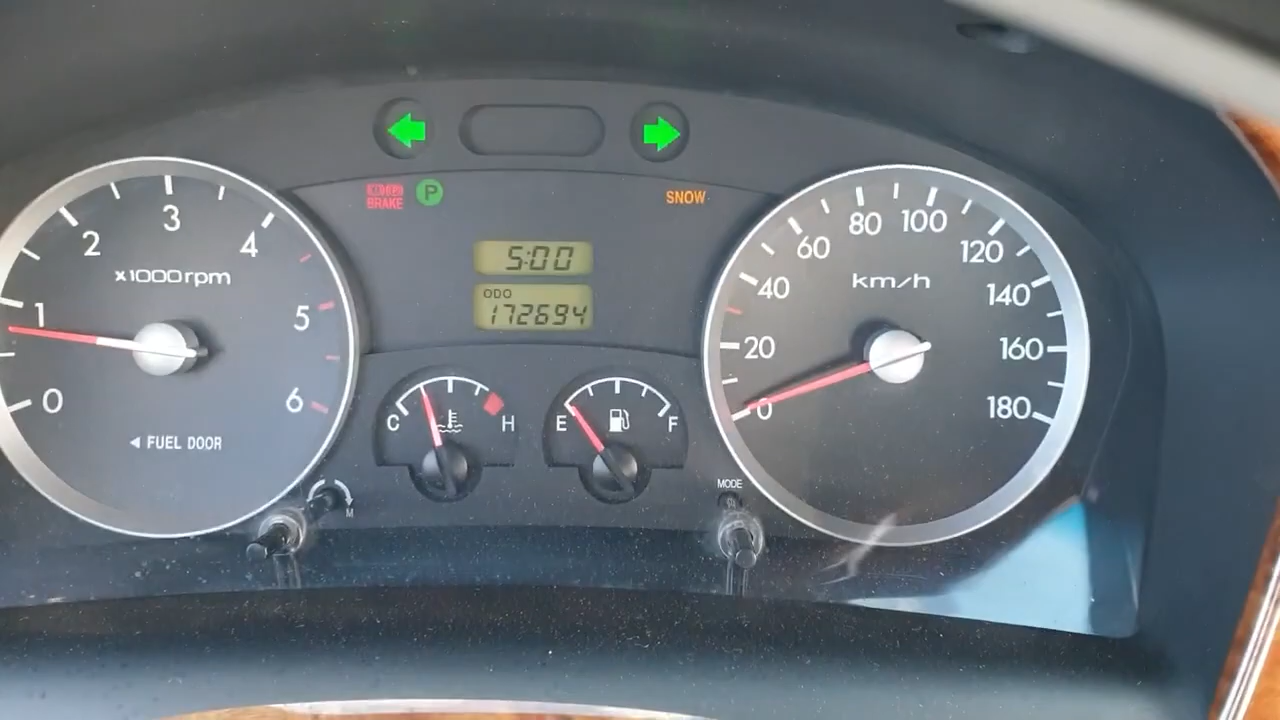 BRAKE
P
SNOW
0
1
2
3
4
5
6
x1000rpm
◄ FUEL DOOR
5:00
ODO
172694
C
H
E
F
0
20
40
60
80
100
120
140
160
180
km/h
MODE
M